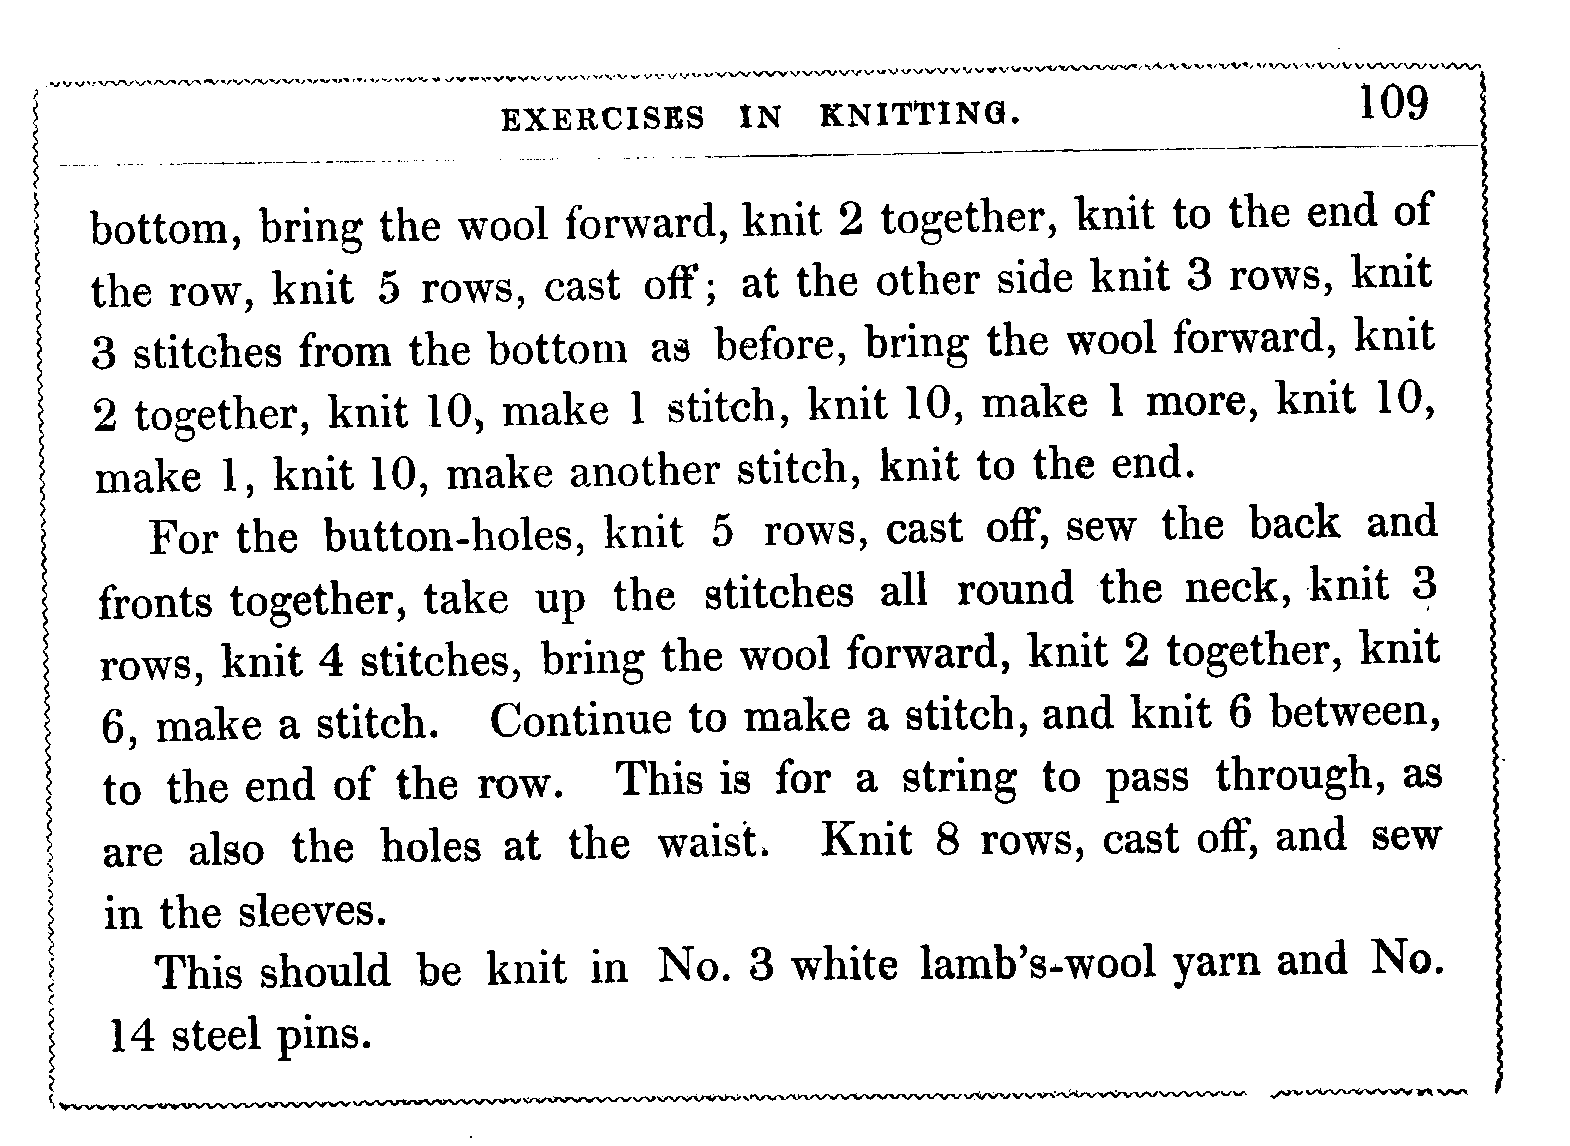 EXERCISES IN KNITTING. 109
bottom, bring the wool forward, knit 2 together, knit to the end of
the row, knit 5 rows, cast off; at the other side knit 3 rows, knit
3 stitches from the bottom as before, bring the wool forward, knit
2 together, knit 10, make 1 stitch, knit 10, make 1 more, knit 10,
make 1, knit 10, make another stitch, knit to the end.
For the button-holes, knit 5 rows, cast off, sew the back and
fronts together, take up the stitches all round the neck, knit 3
rows, knit 4 stitches, bring the wool forward, knit 2 together, knit
6, make a stitch. Continue to make a stitch, and knit 6 between,
to the end of the row. This is for a string to pass through, as
are also the holes at the waist. Knit 8 rows, cast off, and sew
in the sleeves.
This should be knit in No. 3 white lamb's-wool yarn and No.
14 steel pins.